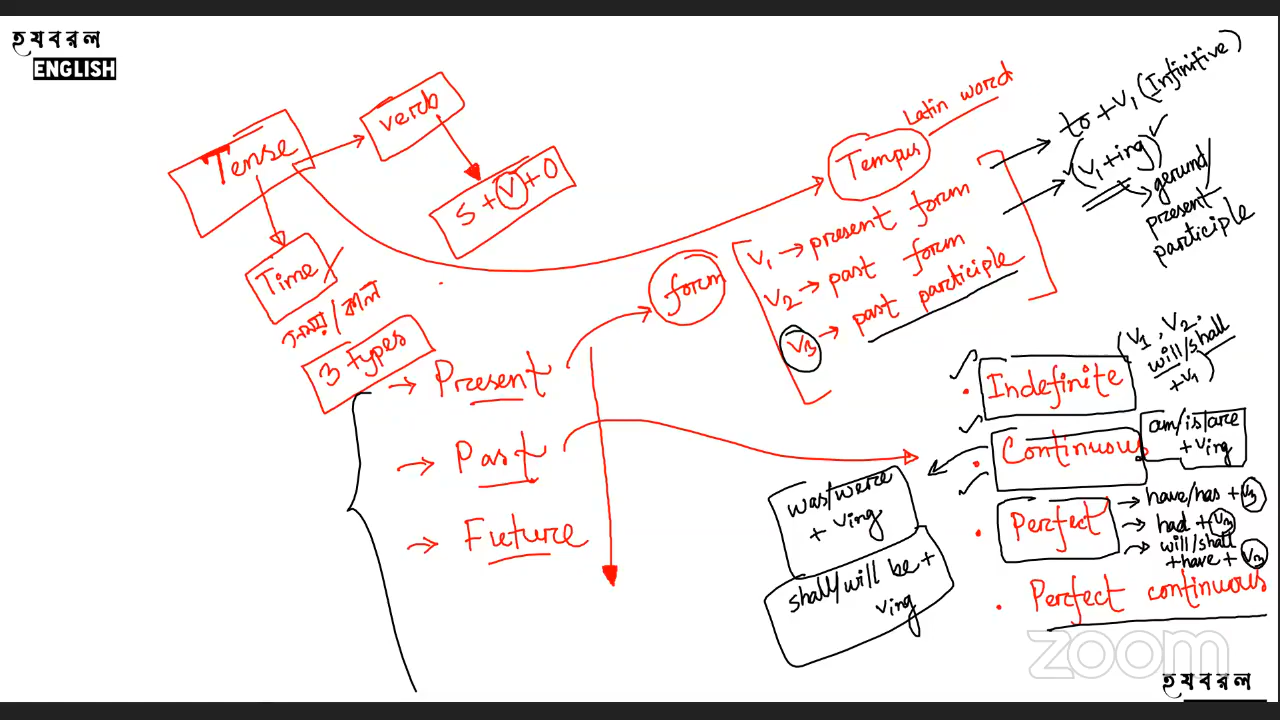 হ য ব র ল
ENGLISH
Tense
verb
S + V + O
Time
সময় / কাল
3 types
→ Present
→ Past
→ Future
form
Latin word
Tempus
V1 → present form
V2 → past form
V3 → past participle
to + V1 (Infinitive)
(V1 + ing)
gerund/
present
participle
• Indefinite
(V1, V2,
will/shall
+V1)
• Continuous
am/is/are
+ Ving
was/were
+ Ving
shall/will be +
Ving
• Perfect
→ have/has + V3
→ had + V3
→ will/shall
+have + V3
• Perfect continuous
zoom
হ য ব র ল